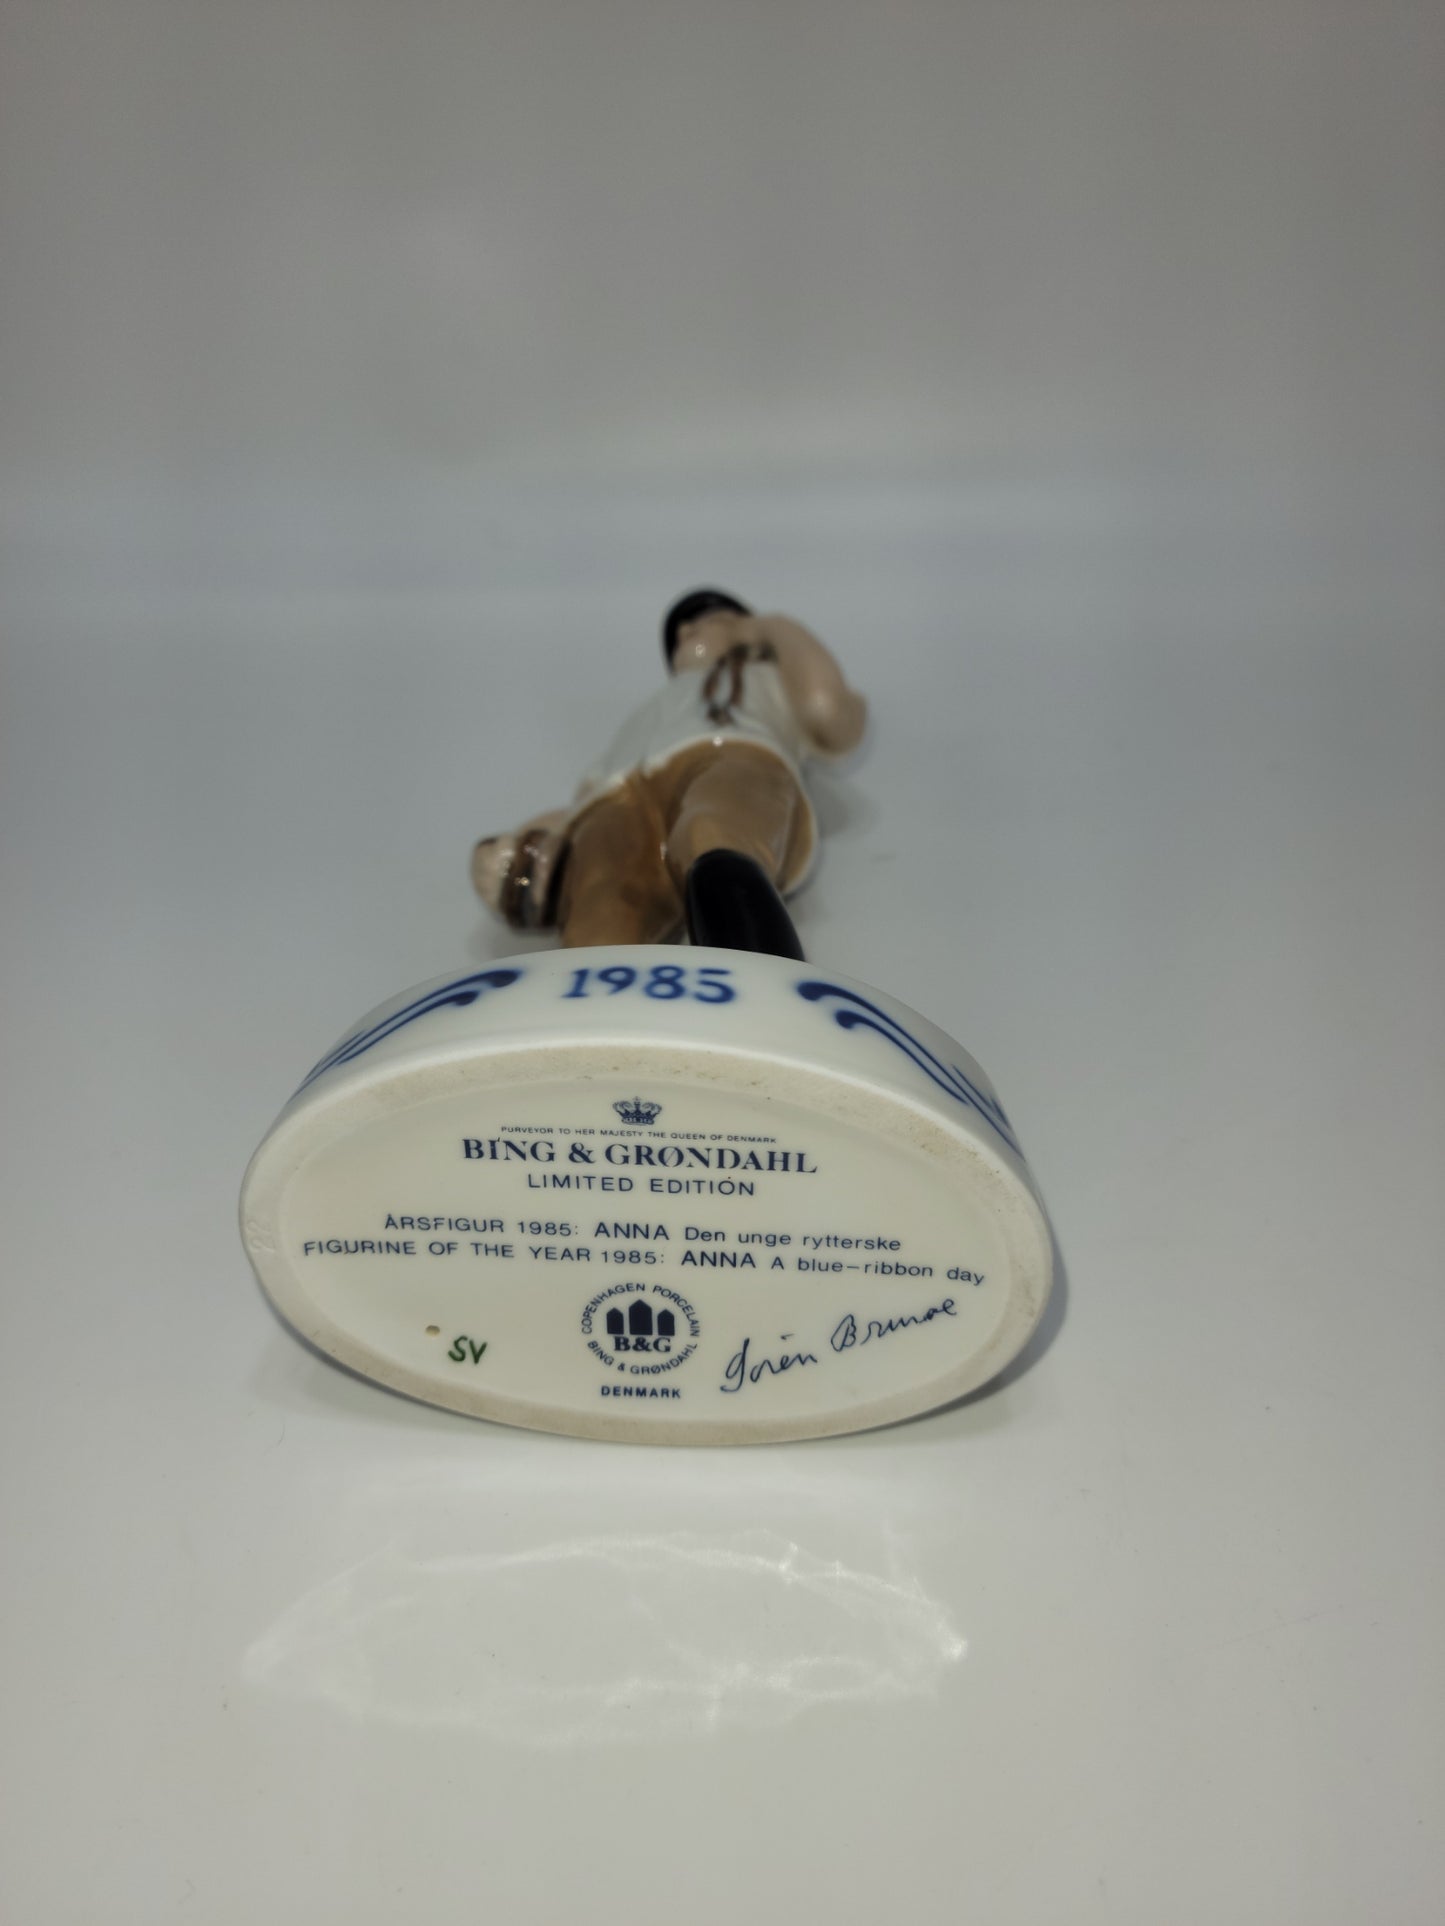 1985
PURVEYOR TO HER MAJESTY THE QUEEN OF DENMARK
BING & GRØNDAHL
LIMITED EDITION
ÅRSFIGUR 1985: ANNA Den unge rytterske
FIGURINE OF THE YEAR 1985: ANNA A blue-ribbon day
COPENHAGEN PORCELAIN
B&G
BING & GRØNDAHL
DENMARK
SV